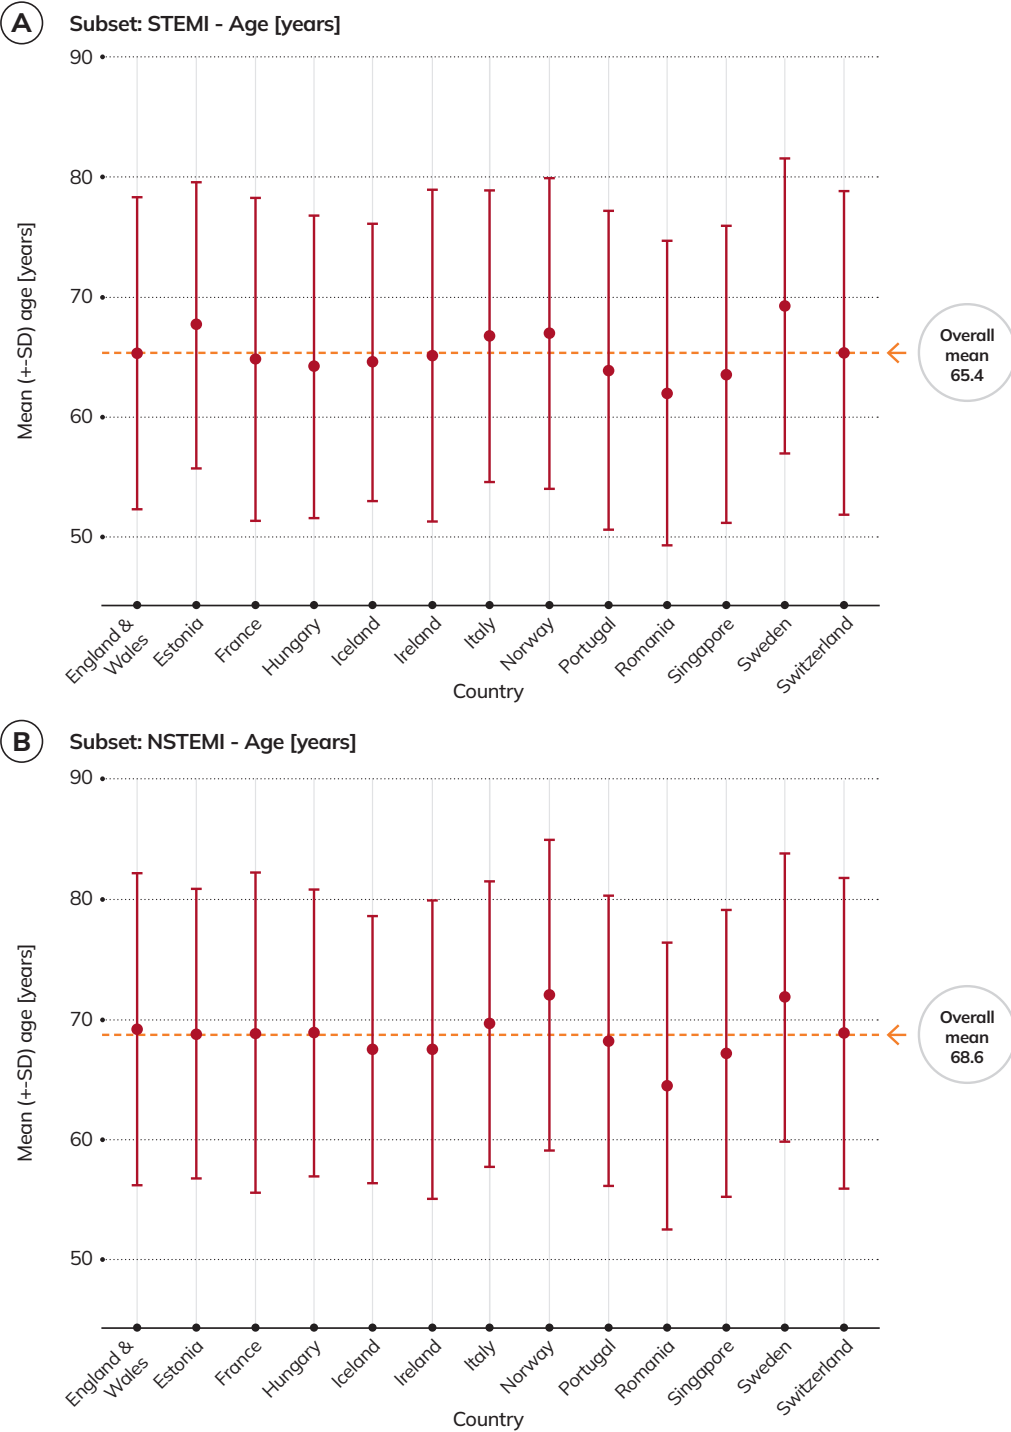 A
Subset: STEMI - Age [years]
90
80
70
60
50
Mean (+-SD) age [years]
Overall
mean
65.4
England &
Wales
Estonia
France
Hungary
Iceland
Ireland
Italy
Norway
Portugal
Romania
Singapore
Sweden
Switzerland
Country
B
Subset: NSTEMI - Age [years]
90
80
70
60
50
Mean (+-SD) age [years]
Overall
mean
68.6
England &
Wales
Estonia
France
Hungary
Iceland
Ireland
Italy
Norway
Portugal
Romania
Singapore
Sweden
Switzerland
Country